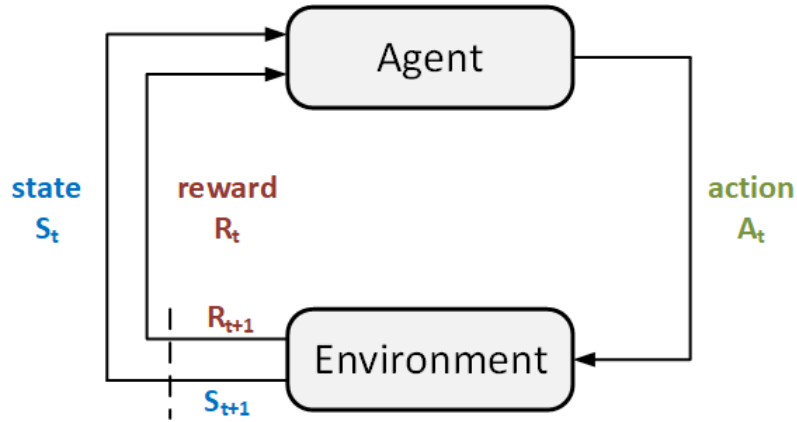 Agent
state
Sₜ
reward
Rₜ
action
Aₜ
Rₜ₊₁
Environment
Sₜ₊₁